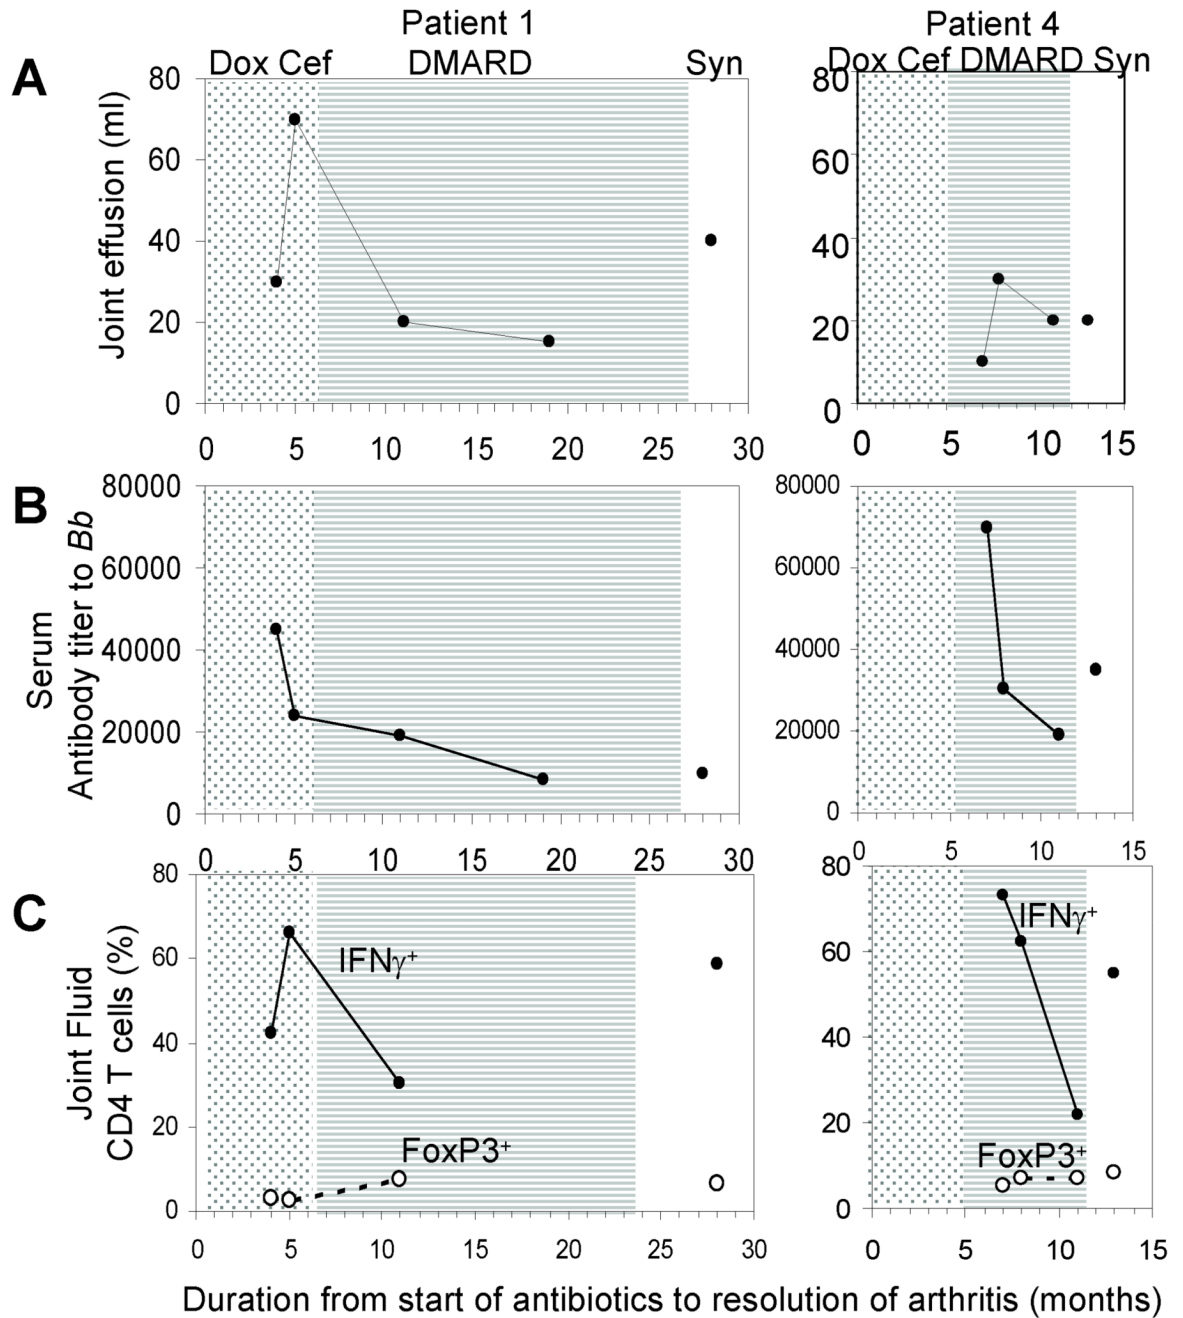 Patient 1
Patient 4
Dox Cef DMARD Syn
Dox Cef DMARD Syn
A
Joint effusion (ml)
80
60
40
20
0
0 5 10 15 20 25 30
80
60
40
20
0
0 5 10 15
B
Serum
Antibody titer to Bb
80000
60000
40000
20000
0
0 5 10 15 20 25 30
80000
60000
40000
20000
0
0 5 10 15
C
Joint Fluid
CD4 T cells (%)
80
60
40
20
0
IFNγ+
FoxP3+
0 5 10 15 20 25 30
80
60
40
20
0
IFNγ+
FoxP3+
0 5 10 15
Duration from start of antibiotics to resolution of arthritis (months)